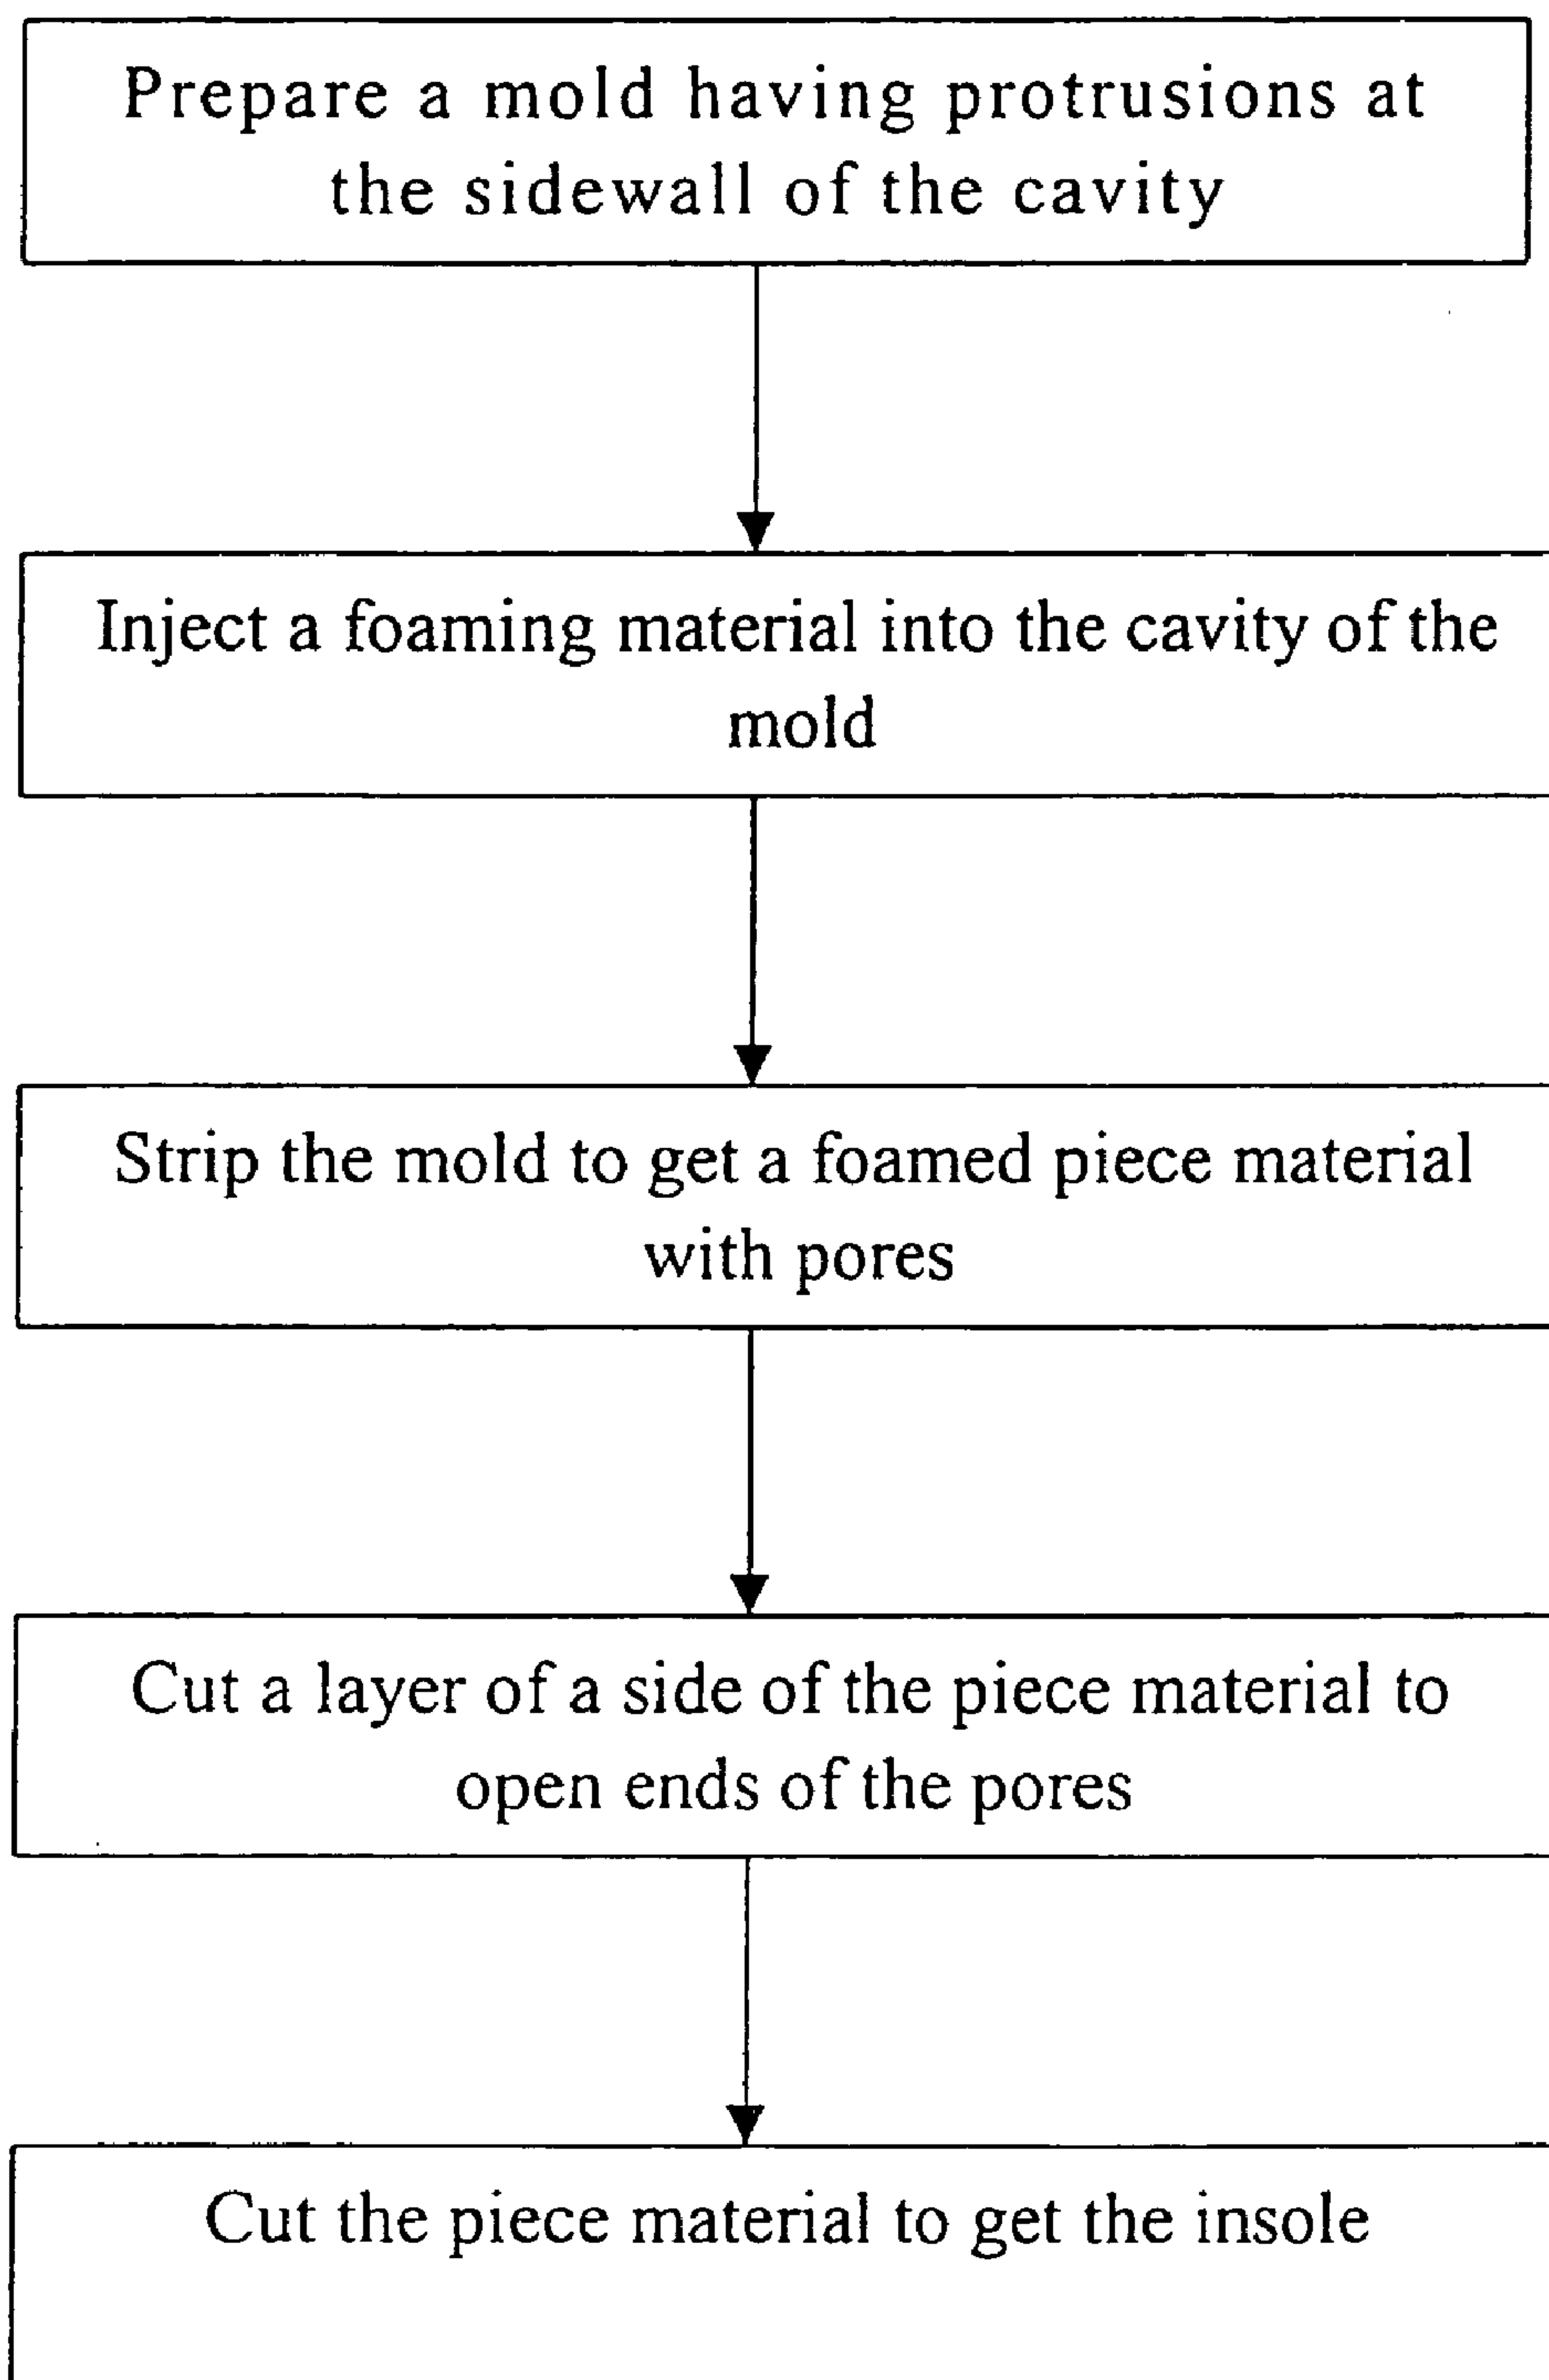 Prepare a mold having protrusions at
the sidewall of the cavity
Inject a foaming material into the cavity of the
mold
Strip the mold to get a foamed piece material
with pores
Cut a layer of a side of the piece material to
open ends of the pores
Cut the piece material to get the insole